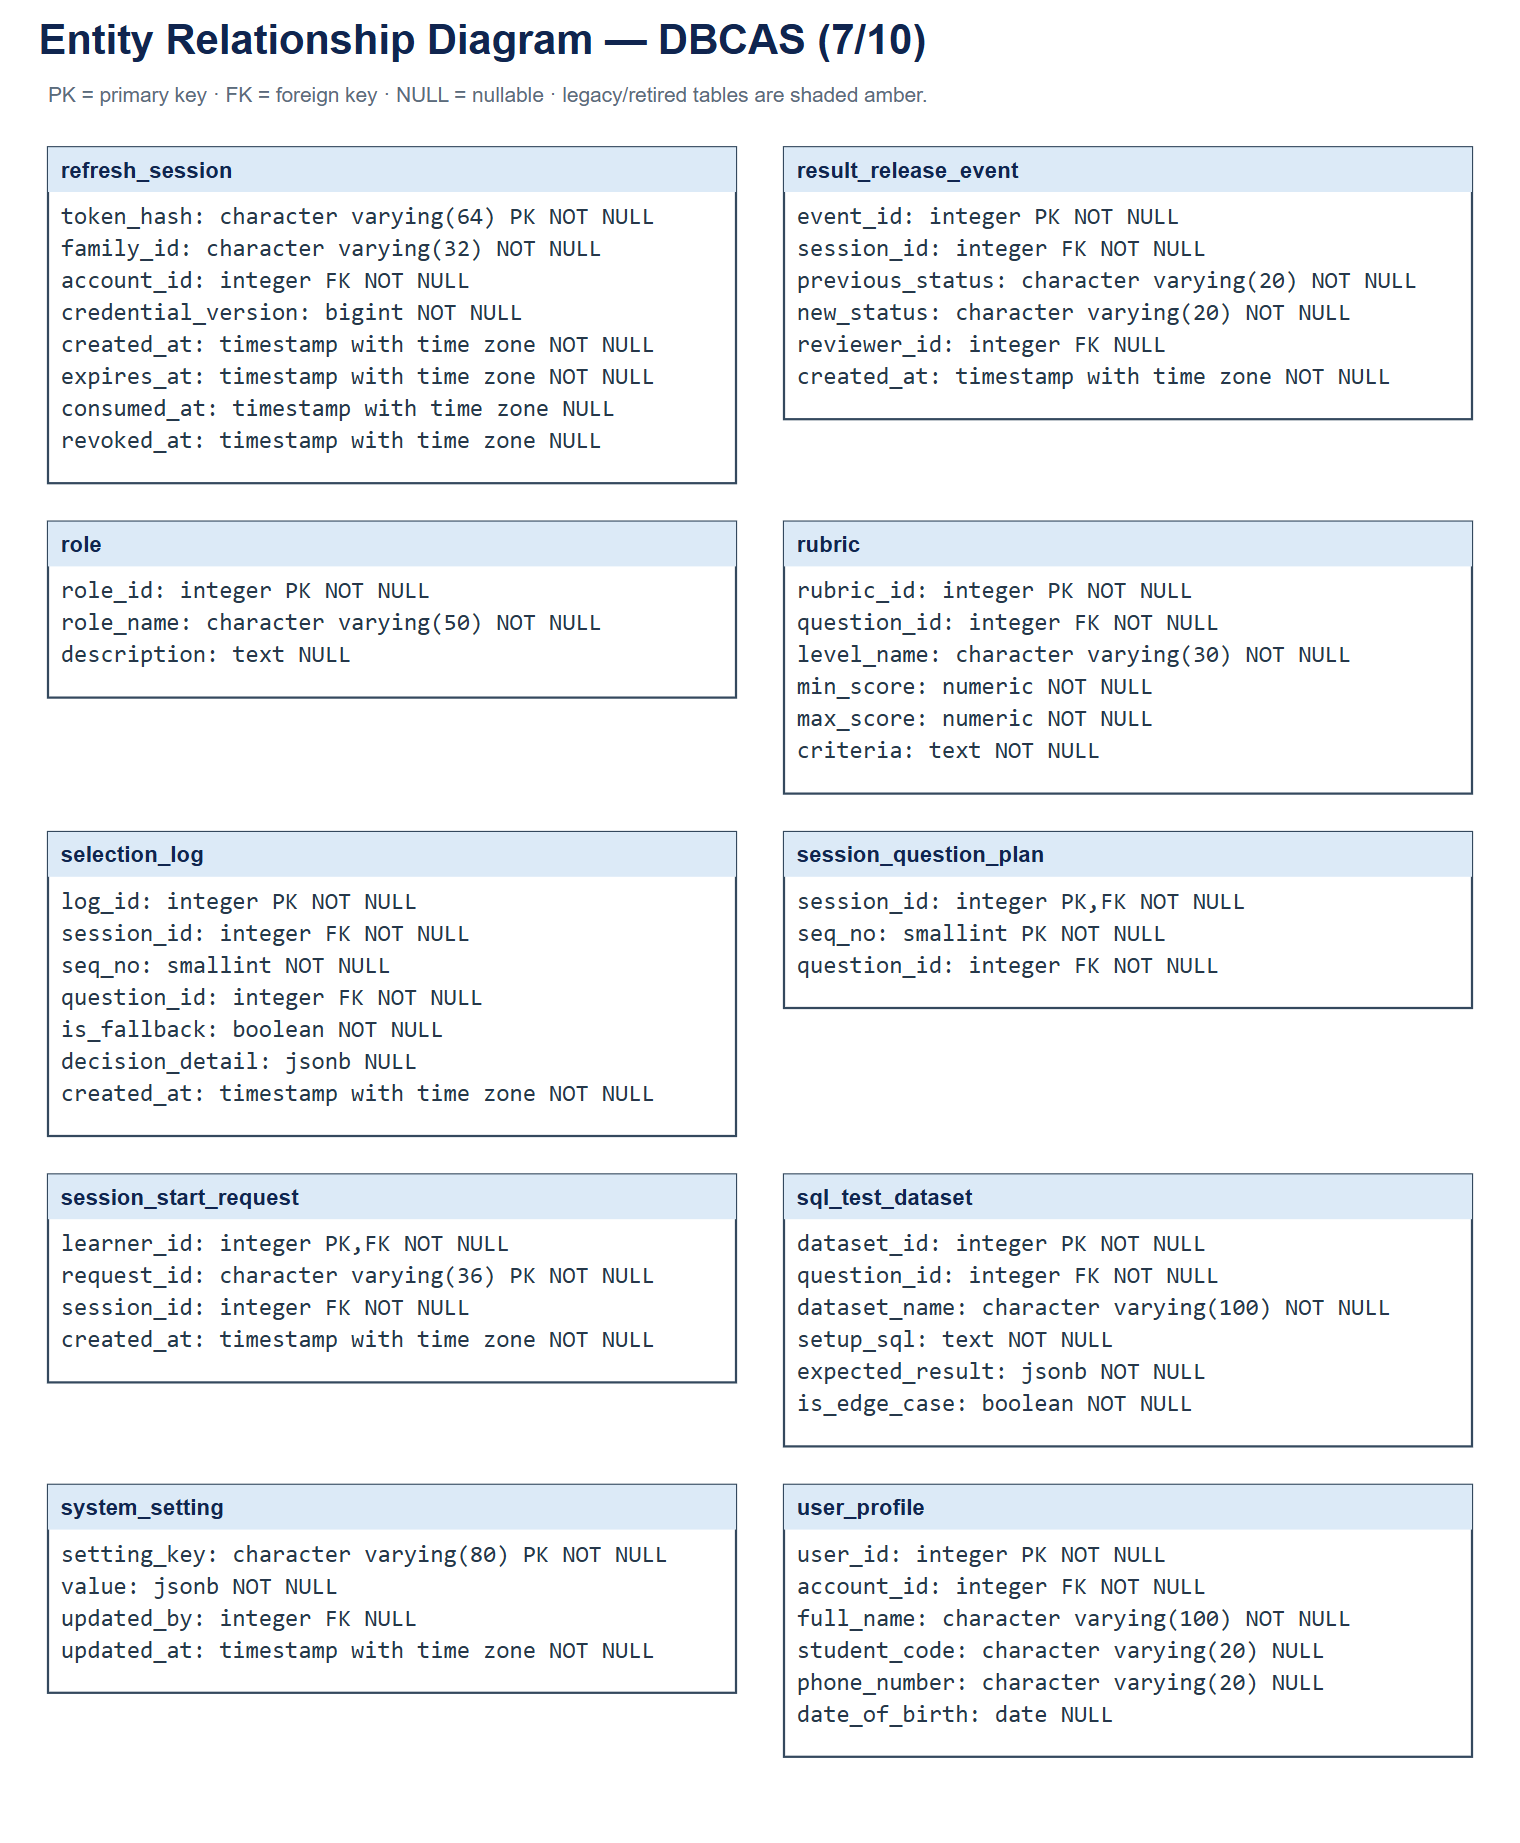 Entity Relationship Diagram — DBCAS (7/10)
PK = primary key · FK = foreign key · NULL = nullable · legacy/retired tables are shaded amber.
refresh_session
token_hash: character varying(64) PK NOT NULL
family_id: character varying(32) NOT NULL
account_id: integer FK NOT NULL
credential_version: bigint NOT NULL
created_at: timestamp with time zone NOT NULL
expires_at: timestamp with time zone NOT NULL
consumed_at: timestamp with time zone NULL
revoked_at: timestamp with time zone NULL
result_release_event
event_id: integer PK NOT NULL
session_id: integer FK NOT NULL
previous_status: character varying(20) NOT NULL
new_status: character varying(20) NOT NULL
reviewer_id: integer FK NULL
created_at: timestamp with time zone NOT NULL
role
role_id: integer PK NOT NULL
role_name: character varying(50) NOT NULL
description: text NULL
rubric
rubric_id: integer PK NOT NULL
question_id: integer FK NOT NULL
level_name: character varying(30) NOT NULL
min_score: numeric NOT NULL
max_score: numeric NOT NULL
criteria: text NOT NULL
selection_log
log_id: integer PK NOT NULL
session_id: integer FK NOT NULL
seq_no: smallint NOT NULL
question_id: integer FK NOT NULL
is_fallback: boolean NOT NULL
decision_detail: jsonb NULL
created_at: timestamp with time zone NOT NULL
session_question_plan
session_id: integer PK,FK NOT NULL
seq_no: smallint PK NOT NULL
question_id: integer FK NOT NULL
session_start_request
learner_id: integer PK,FK NOT NULL
request_id: character varying(36) PK NOT NULL
session_id: integer FK NOT NULL
created_at: timestamp with time zone NOT NULL
sql_test_dataset
dataset_id: integer PK NOT NULL
question_id: integer FK NOT NULL
dataset_name: character varying(100) NOT NULL
setup_sql: text NOT NULL
expected_result: jsonb NOT NULL
is_edge_case: boolean NOT NULL
system_setting
setting_key: character varying(80) PK NOT NULL
value: jsonb NOT NULL
updated_by: integer FK NULL
updated_at: timestamp with time zone NOT NULL
user_profile
user_id: integer PK NOT NULL
account_id: integer FK NOT NULL
full_name: character varying(100) NOT NULL
student_code: character varying(20) NULL
phone_number: character varying(20) NULL
date_of_birth: date NULL